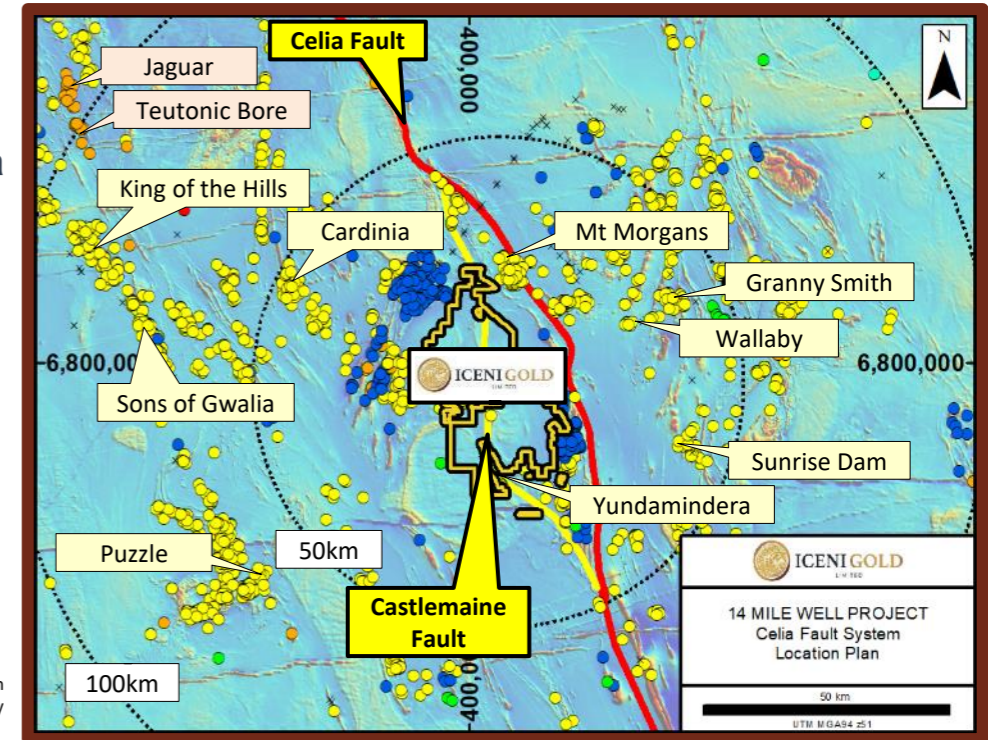 Celia Fault
400,000
N
Jaguar
Teutonic Bore
King of the Hills
Cardinia
Mt Morgans
Granny Smith
Wallaby
6,800,00
ICENI GOLD
LIMITED
6,800,000
Sons of Gwalia
T
Sunrise Dam
Yundamindera
Puzzle
50km
Castlemaine
Fault
100km
400,0
ICENI GOLD
LIMITED
14 MILE WELL PROJECT
Celia Fault System
Location Plan
50 km
UTM MGA94 z51